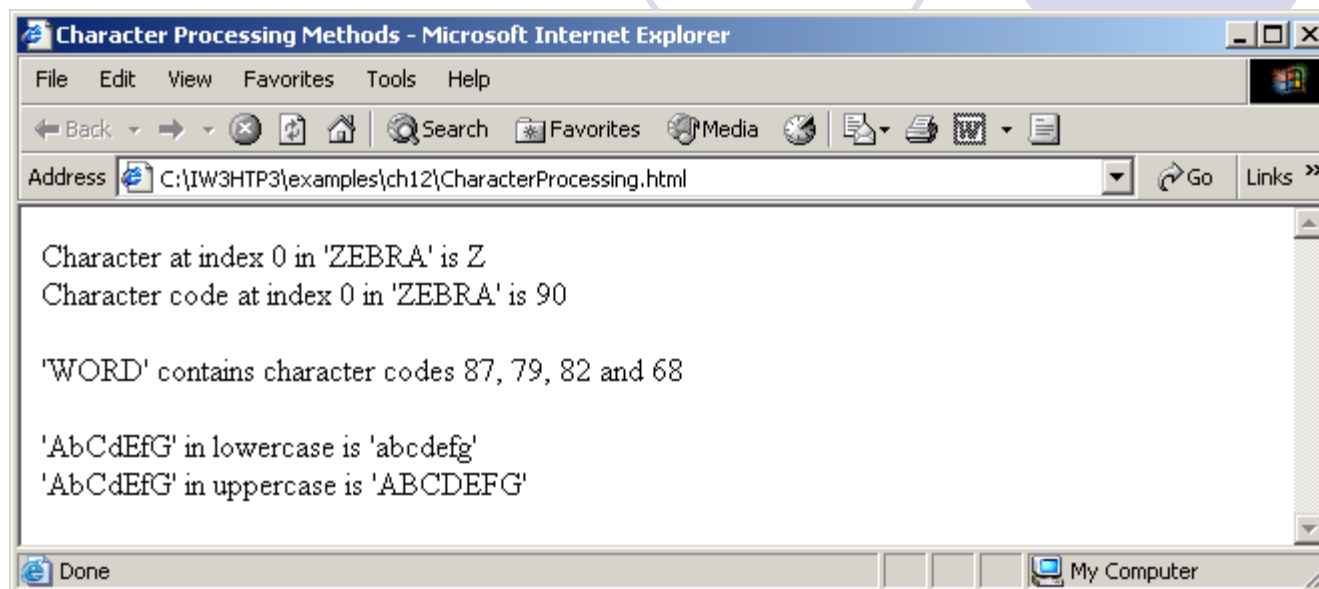 Character Processing Methods - Microsoft Internet Explorer
File Edit View Favorites Tools Help
Back Search Favorites Media
Address C:\IW3HTP3\examples\ch12\CharacterProcessing.html Go Links »
Character at index 0 in 'ZEBRA' is Z
Character code at index 0 in 'ZEBRA' is 90
'WORD' contains character codes 87, 79, 82 and 68
'AbCdEfG' in lowercase is 'abcdefg'
'AbCdEfG' in uppercase is 'ABCDEFG'
Done My Computer